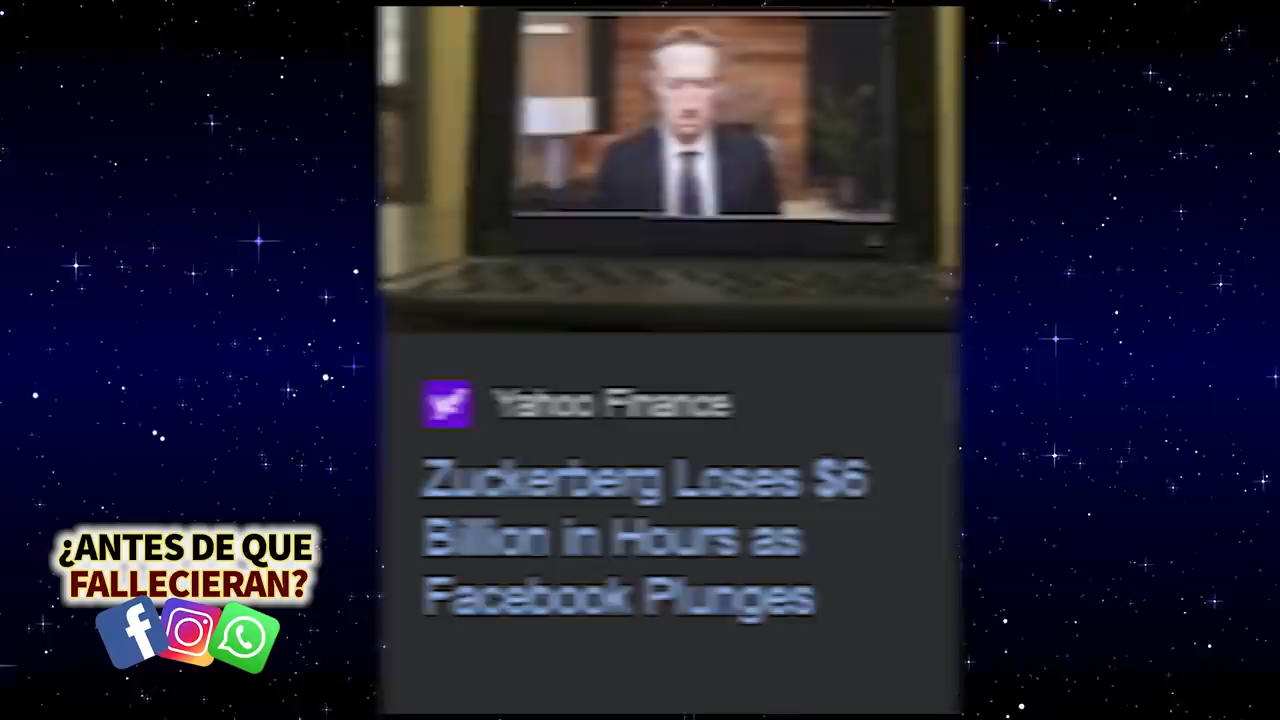 Yahoo Finance
Zuckerberg Loses $6
Billion in Hours as
Facebook Plunges
¿ANTES DE QUE
FALLECIERAN?